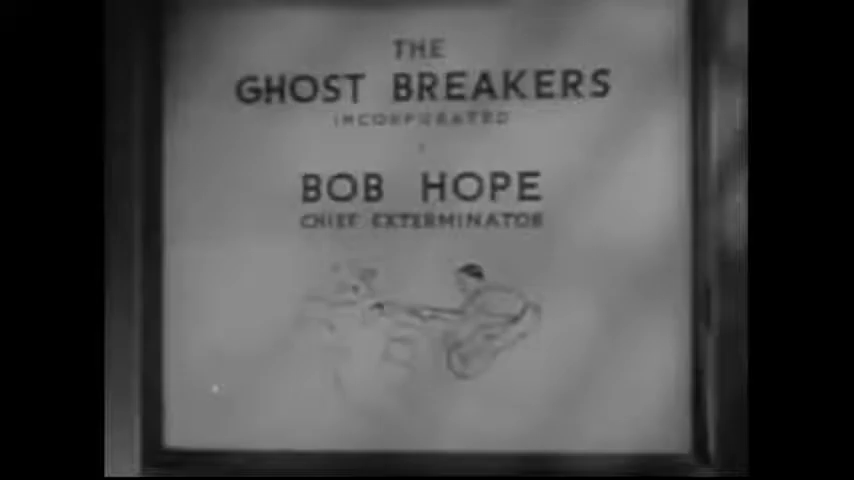 THE
GHOST BREAKERS
INCORPORATED
BOB HOPE
CHIEF EXTERMINATOR